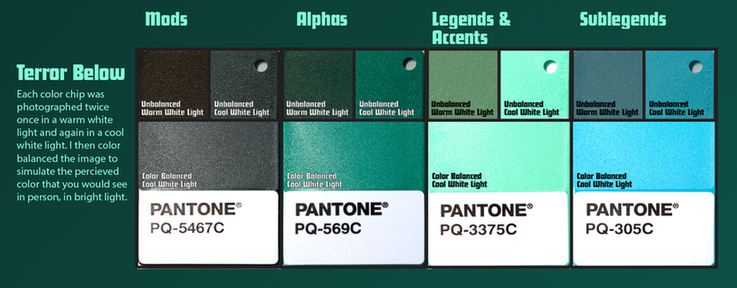 Mods
Alphas
Legends &
Accents
Sublegends
Terror Below
Each color chip was
photographed twice
once in a warm white
light and again in a cool
white light. I then color
balanced the image to
simulate the percieved
color that you would see
in person, in bright light.
Unbalanced
Warm White Light
Unbalanced
Cool White Light
Color Balanced
Cool White Light
PANTONE®
PQ-5467C
Unbalanced
Warm White Light
Unbalanced
Cool White Light
Color Balanced
Cool White Light
PANTONE®
PQ-569C
Unbalanced
Warm White Light
Unbalanced
Cool White Light
Color Balanced
Cool White Light
PANTONE®
PQ-3375C
Unbalanced
Warm White Light
Unbalanced
Cool White Light
Color Balanced
Cool White Light
PANTONE®
PQ-305C